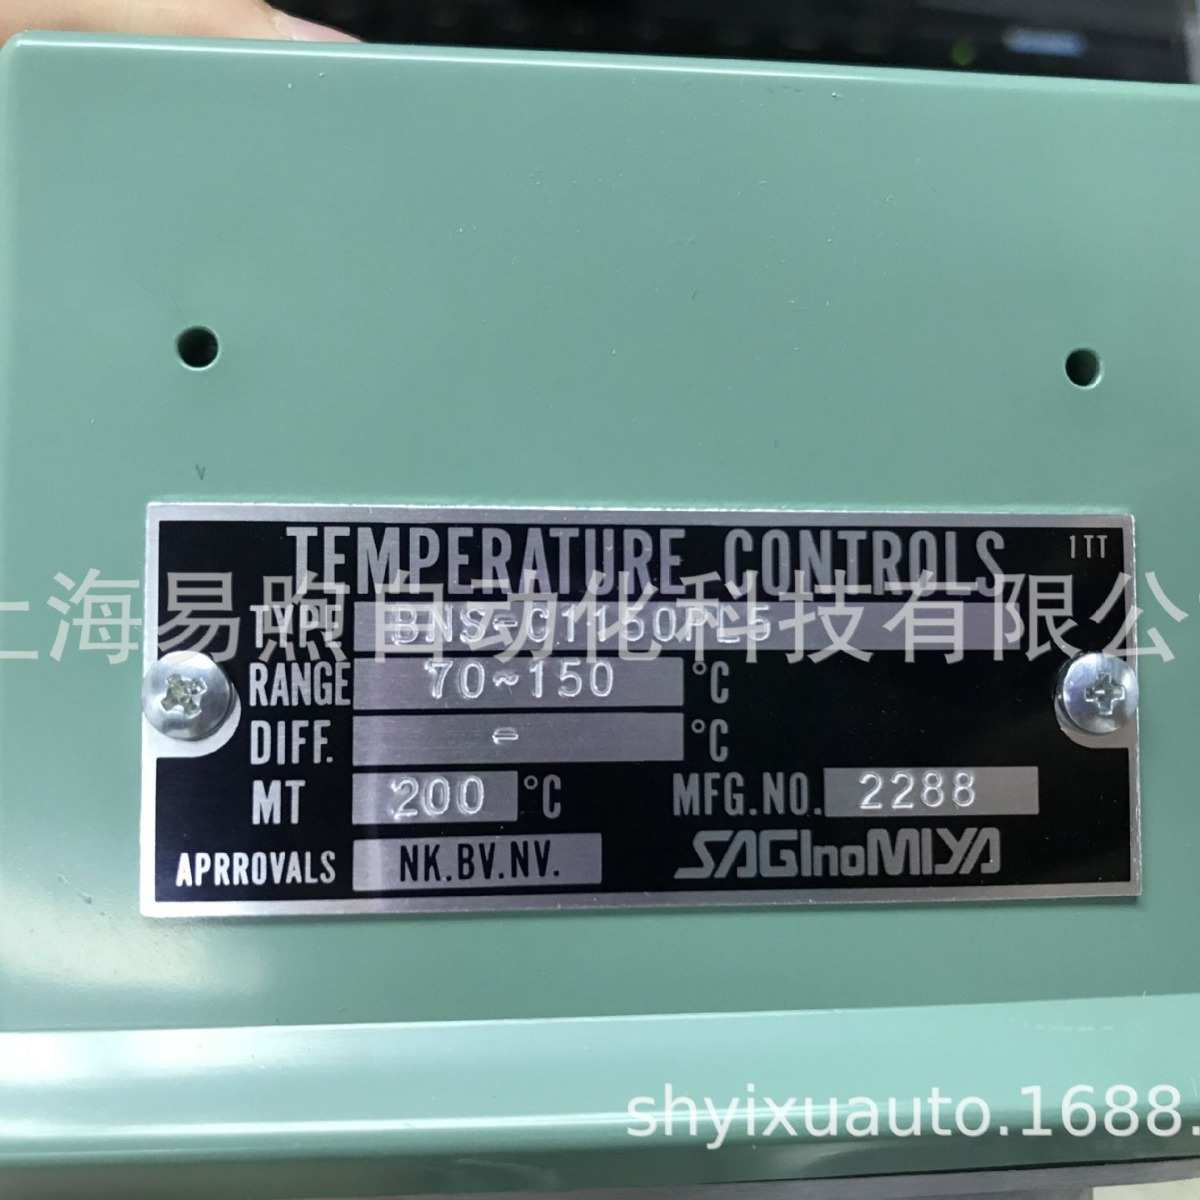 TEMPERATURE CONTROLS 1TT
上海易煦自动化科技有限公
TYPE BNS-C1150PL5
RANGE 70~150 °C
DIFF. - °C
MT 200 °C MFG.NO. 2288
APRROVALS NK.BV.NV. SAGInoMIYA
shyixuauto.1688.